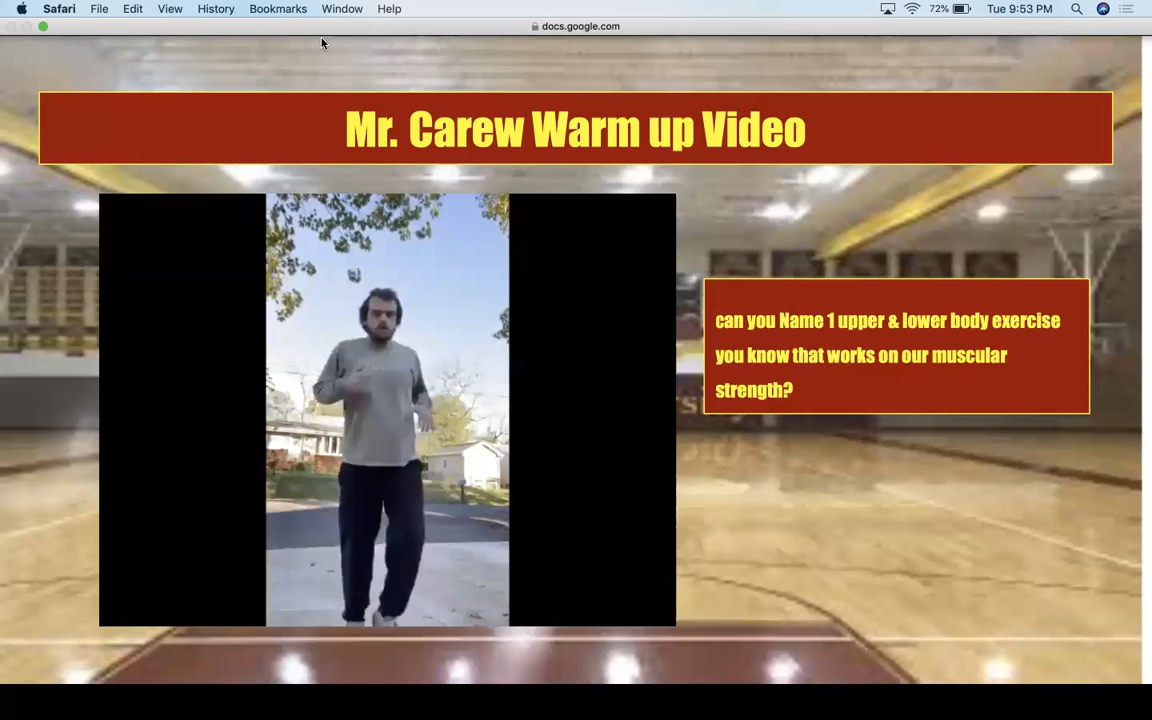 Safari File Edit View History Bookmarks Window Help 72% Tue 9:53 PM
docs.google.com
Mr. Carew Warm up Video
can you Name 1 upper & lower body exercise
you know that works on our muscular
strength?